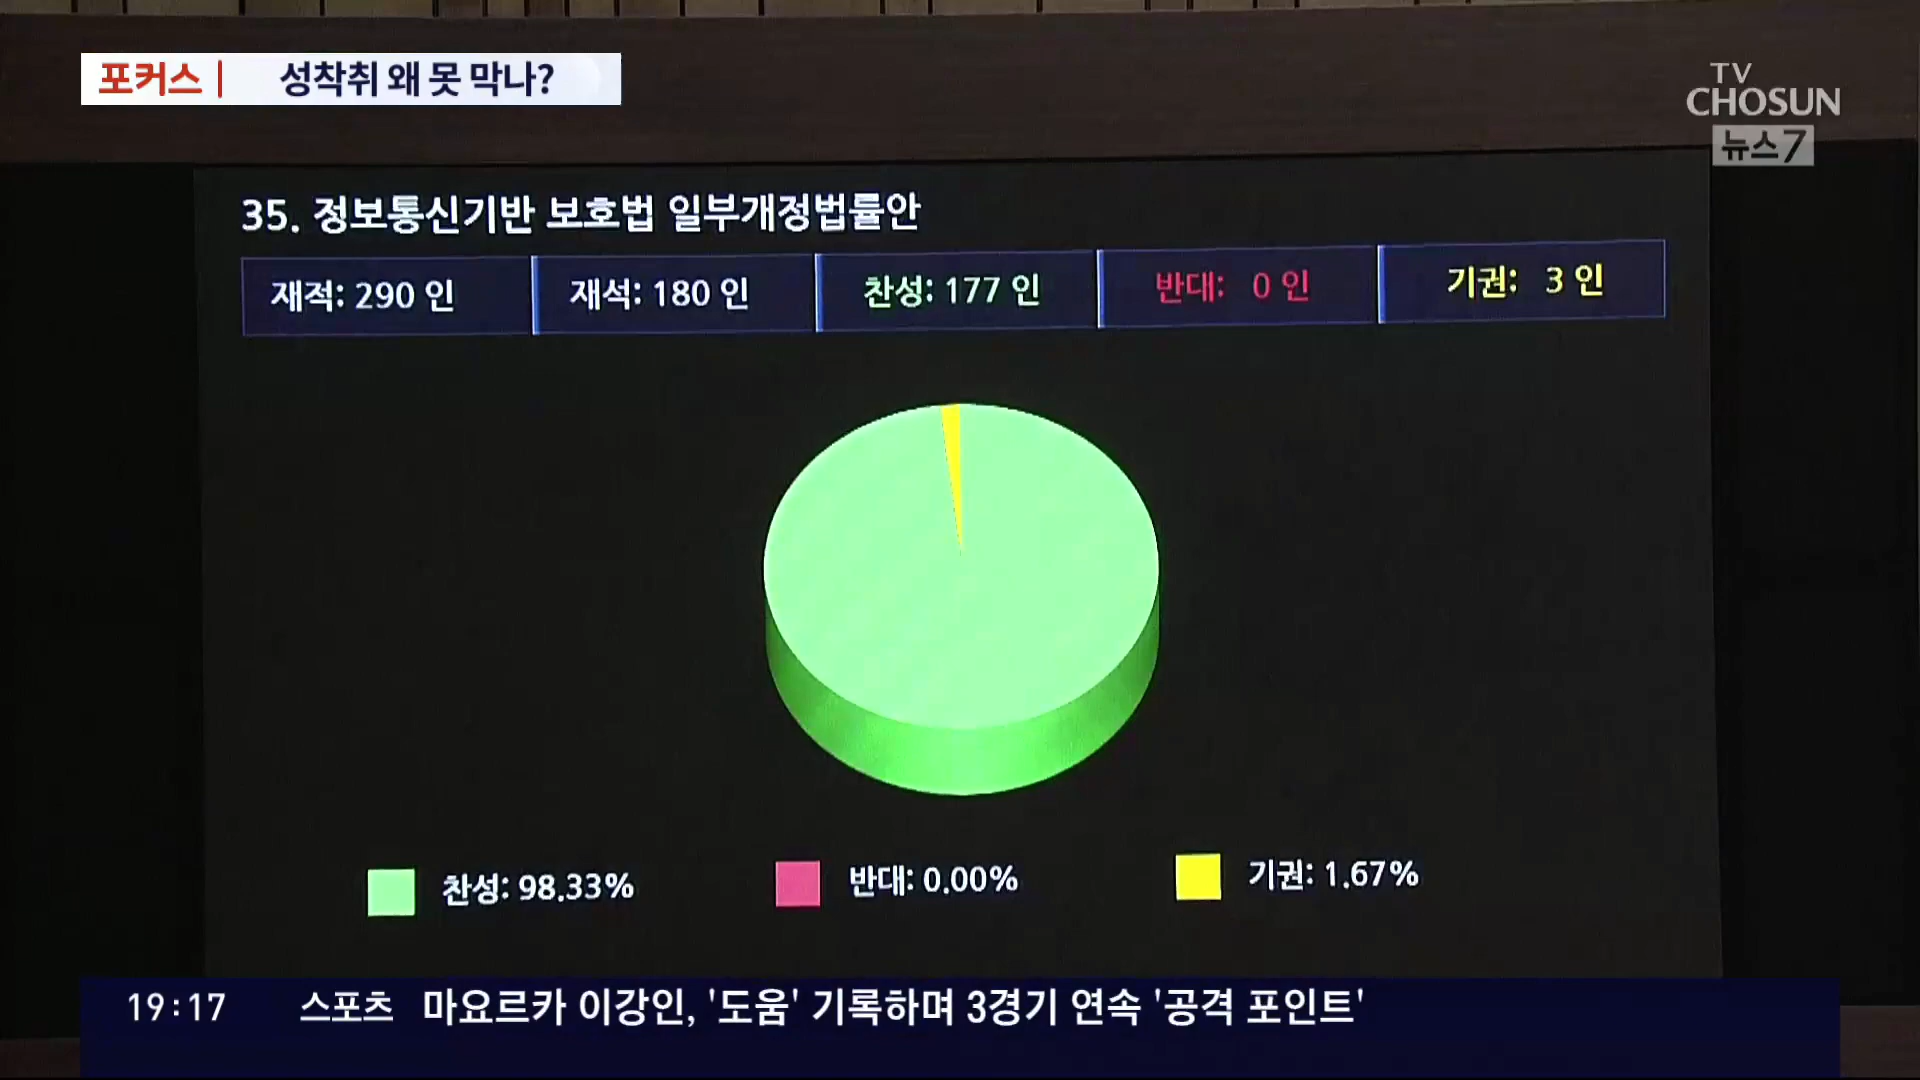 포커스| 성착취 왜 못 막나?
TV
CHOSUN
뉴스7
35. 정보통신기반 보호법 일부개정법률안
재적: 290 인 재석: 180 인 찬성: 177 인 반대: 0 인 기권: 3 인
찬성: 98.33% 반대: 0.00% 기권: 1.67%
19:17 스포츠 마요르카 이강인, '도움' 기록하며 3경기 연속 '공격 포인트'